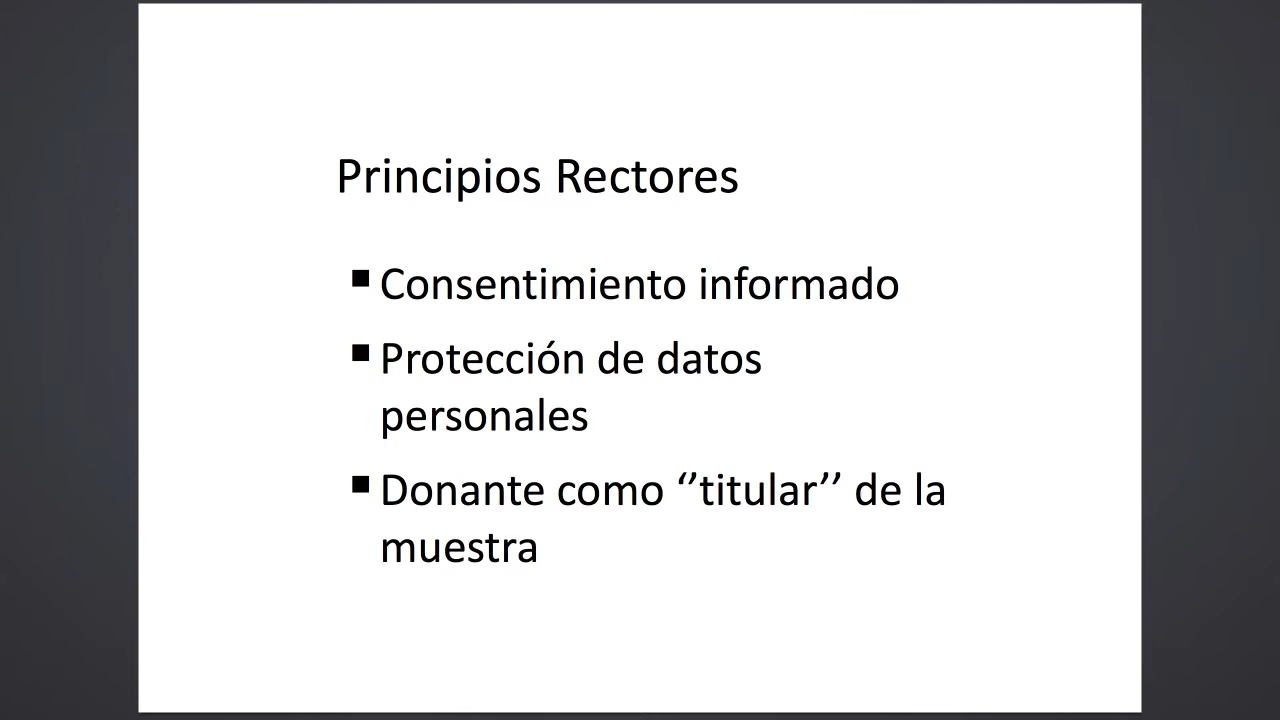 Principios Rectores
▪ Consentimiento informado
▪ Protección de datos
personales
▪ Donante como ‘’titular’’ de la
muestra